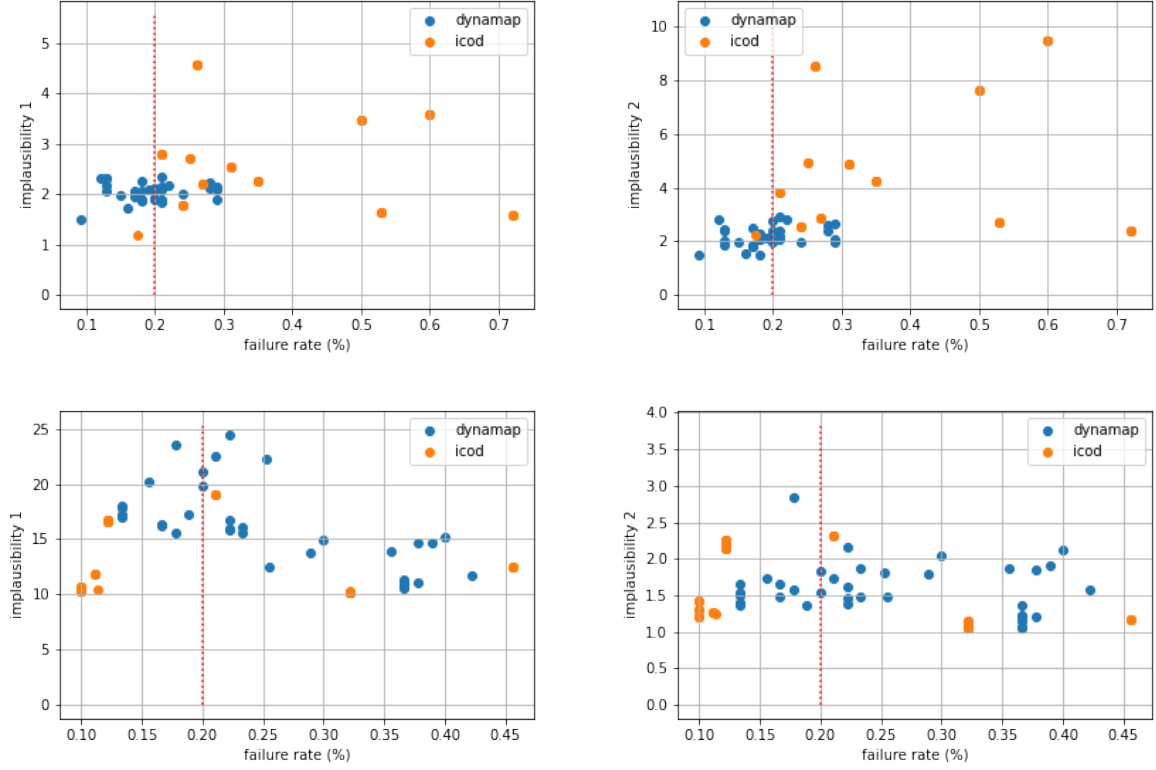 dynamap
icod
5
4
3
2
1
0
implausibility 1
0.1 0.2 0.3 0.4 0.5 0.6 0.7
failure rate (%)
dynamap
icod
10
8
6
4
2
0
implausibility 2
0.1 0.2 0.3 0.4 0.5 0.6 0.7
failure rate (%)
dynamap
icod
25
20
15
10
5
0
implausibility 1
0.10 0.15 0.20 0.25 0.30 0.35 0.40 0.45
failure rate (%)
dynamap
icod
4.0
3.5
3.0
2.5
2.0
1.5
1.0
0.5
0.0
implausibility 2
0.10 0.15 0.20 0.25 0.30 0.35 0.40 0.45
failure rate (%)